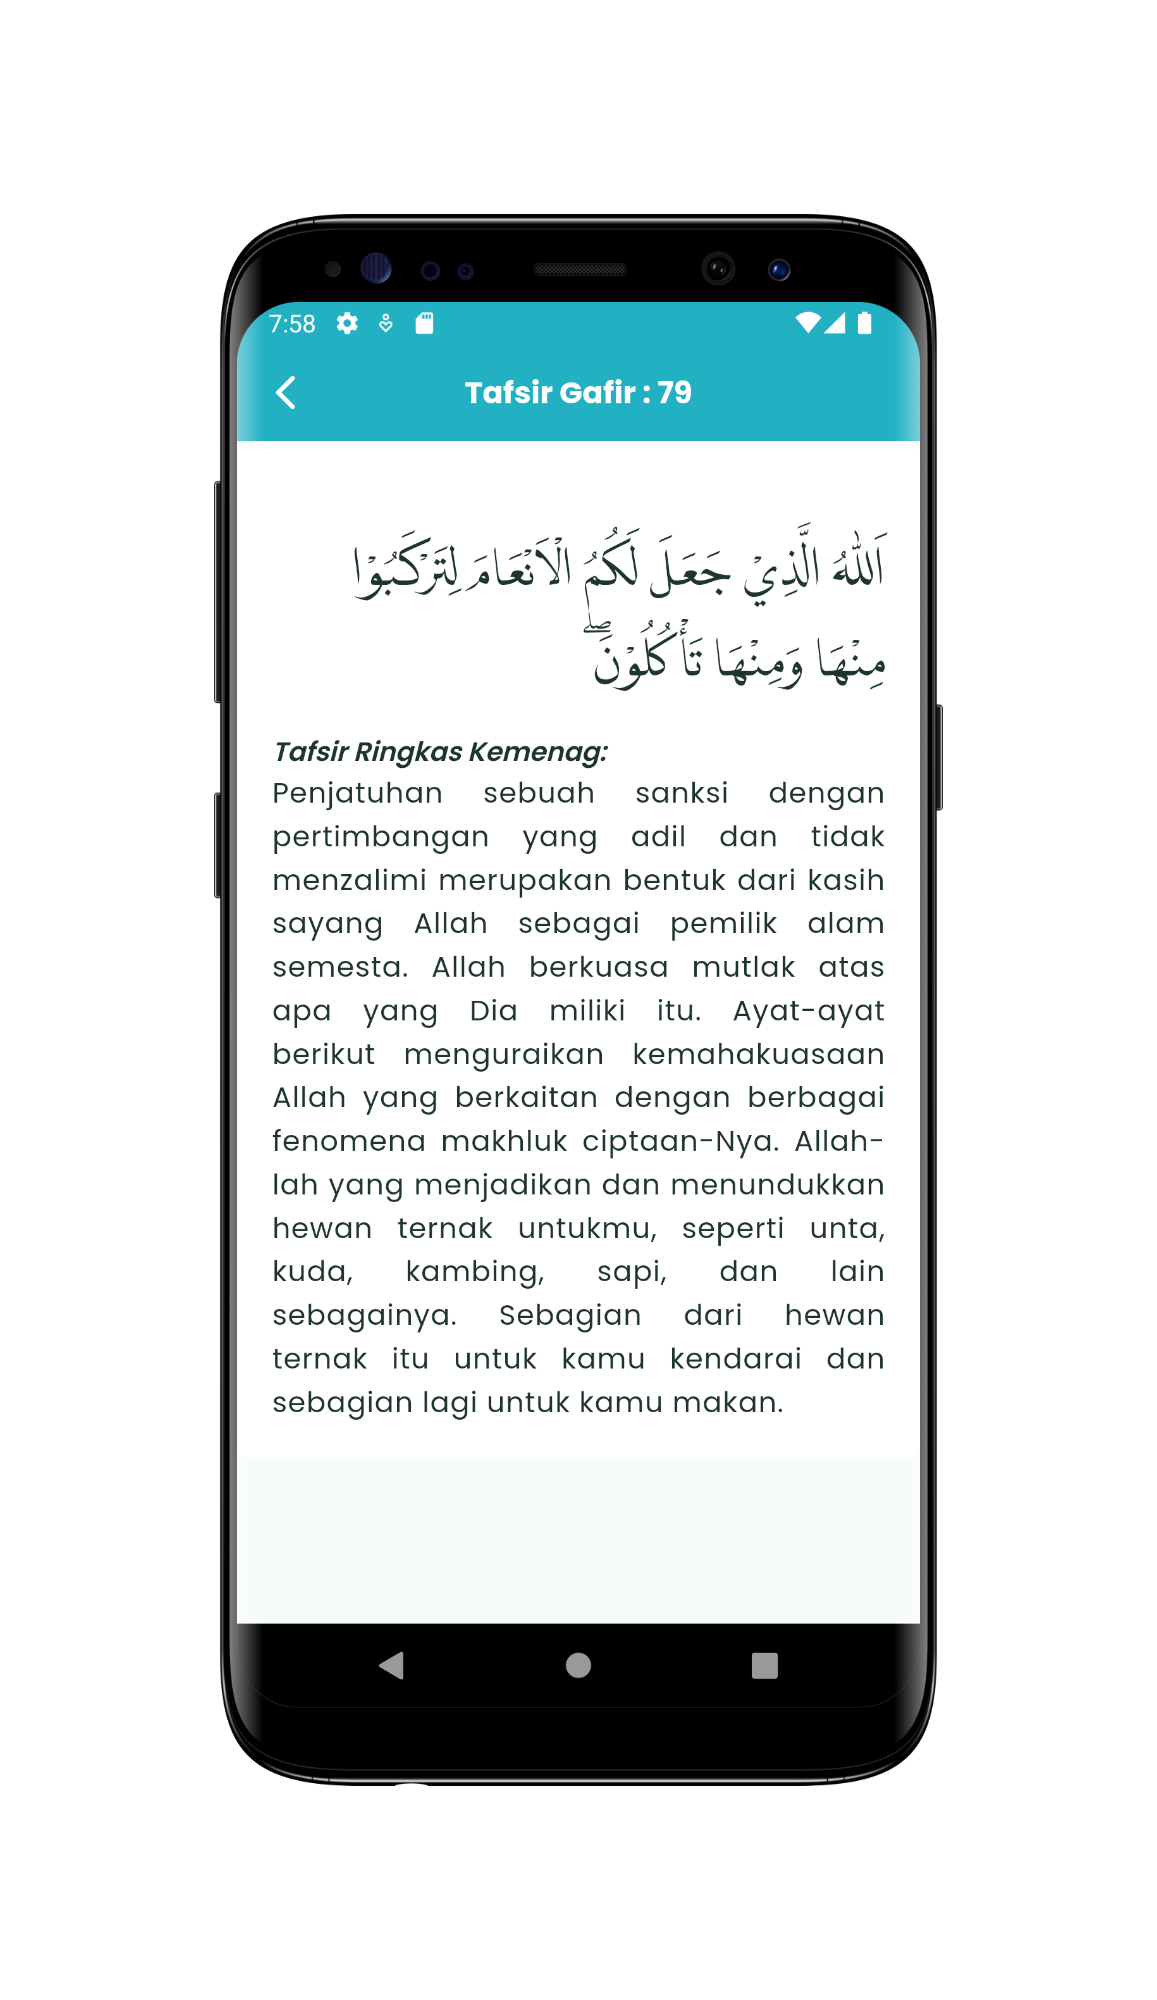 7:58
Tafsir Gafir : 79
اَللّٰهُ الَّذِيْ جَعَلَ لَكُمُ الْاَنْعَامَ لِتَرْكَبُوْا
مِنْهَا وَمِنْهَا تَأْكُلُوْنَۖ
Tafsir Ringkas Kemenag:
Penjatuhan sebuah sanksi dengan
pertimbangan yang adil dan tidak
menzalimi merupakan bentuk dari kasih
sayang Allah sebagai pemilik alam
semesta. Allah berkuasa mutlak atas
apa yang Dia miliki itu. Ayat-ayat
berikut menguraikan kemahakuasaan
Allah yang berkaitan dengan berbagai
fenomena makhluk ciptaan-Nya. Allah-
lah yang menjadikan dan menundukkan
hewan ternak untukmu, seperti unta,
kuda, kambing, sapi, dan lain
sebagainya. Sebagian dari hewan
ternak itu untuk kamu kendarai dan
sebagian lagi untuk kamu makan.